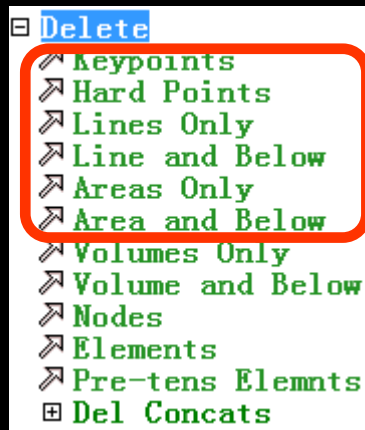 Delete
Keypoints
Hard Points
Lines Only
Line and Below
Areas Only
Area and Below
Volumes Only
Volume and Below
Nodes
Elements
Pre-tens Elemnts
Del Concats